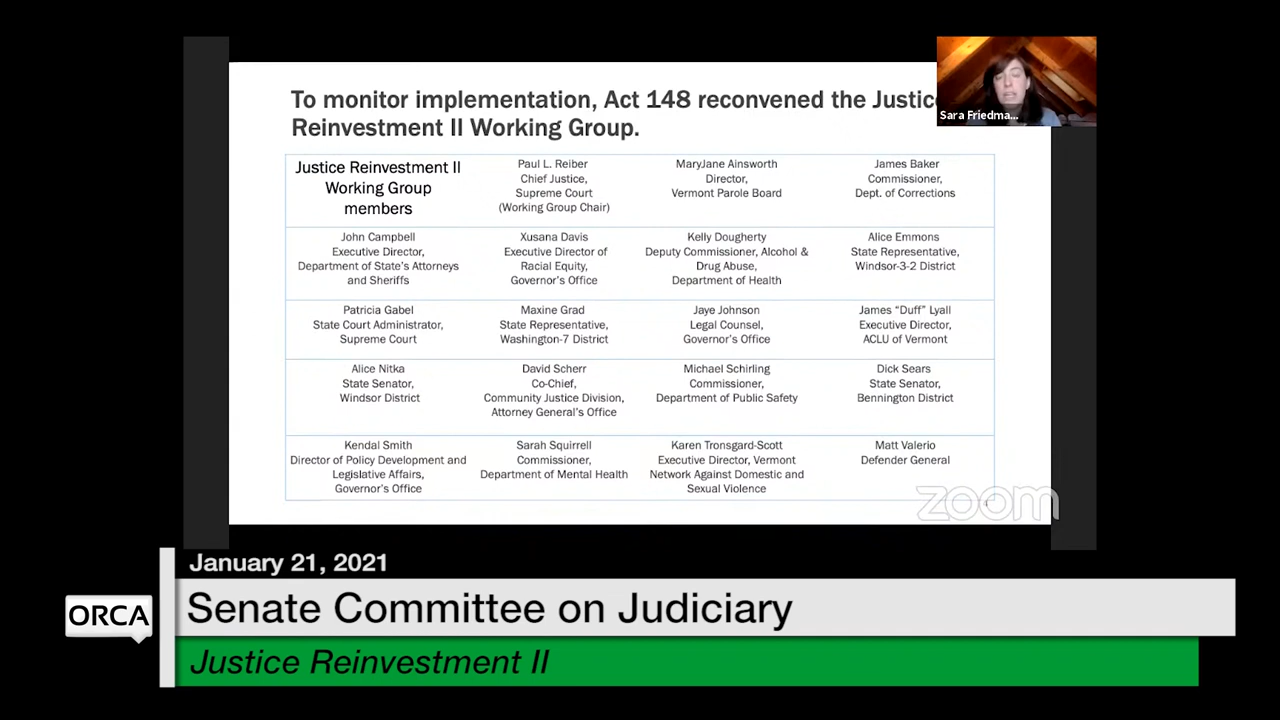 To monitor implementation, Act 148 reconvened the Justic
Reinvestment II Working Group.
Sara Friedma...
Justice Reinvestment II
Working Group
members
Paul L. Reiber
Chief Justice,
Supreme Court
(Working Group Chair)
MaryJane Ainsworth
Director,
Vermont Parole Board
James Baker
Commissioner,
Dept. of Corrections
John Campbell
Executive Director,
Department of State's Attorneys
and Sheriffs
Xusana Davis
Executive Director of
Racial Equity,
Governor's Office
Kelly Dougherty
Deputy Commissioner, Alcohol &
Drug Abuse,
Department of Health
Alice Emmons
State Representative,
Windsor-3-2 District
Patricia Gabel
State Court Administrator,
Supreme Court
Maxine Grad
State Representative,
Washington-7 District
Jaye Johnson
Legal Counsel,
Governor's Office
James “Duff” Lyall
Executive Director,
ACLU of Vermont
Alice Nitka
State Senator,
Windsor District
David Scherr
Co-Chief,
Community Justice Division,
Attorney General's Office
Michael Schirling
Commissioner,
Department of Public Safety
Dick Sears
State Senator,
Bennington District
Kendal Smith
Director of Policy Development and
Legislative Affairs,
Governor's Office
Sarah Squirrell
Commissioner,
Department of Mental Health
Karen Tronsgard-Scott
Executive Director, Vermont
Network Against Domestic and
Sexual Violence
Matt Valerio
Defender General
zoom
January 21, 2021
ORCA
Senate Committee on Judiciary
Justice Reinvestment II